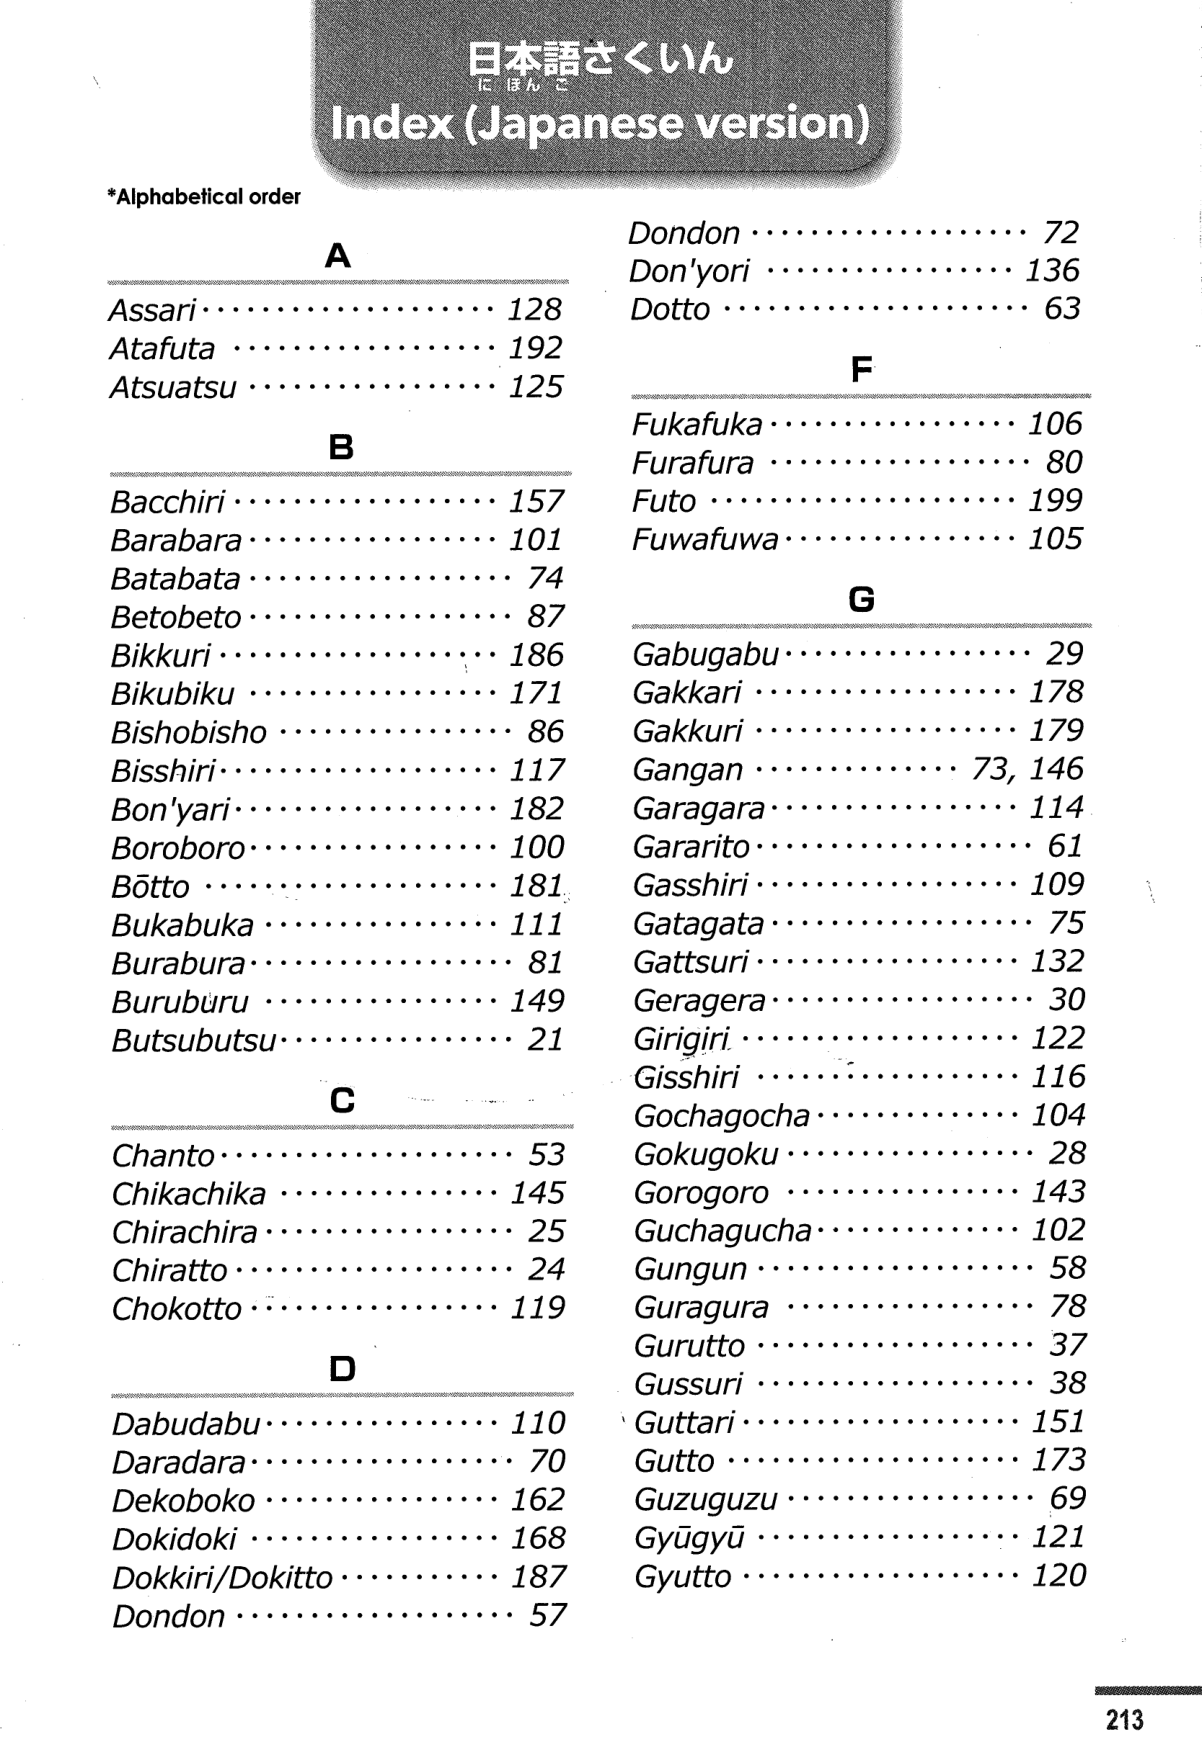 日本語さくいん
にほんご
Index (Japanese version)
*Alphabetical order
A
Assari 128
Atafuta 192
Atsuatsu 125
B
Bacchiri 157
Barabara 101
Batabata 74
Betobeto 87
Bikkuri 186
Bikubiku 171
Bishobisho 86
Bisshiri 117
Bon'yari 182
Boroboro 100
Bōtto 181
Bukabuka 111
Burabura 81
Buruburu 149
Butsubutsu 21
C
Chanto 53
Chikachika 145
Chirachira 25
Chiratto 24
Chokotto 119
D
Dabudabu 110
Daradara 70
Dekoboko 162
Dokidoki 168
Dokkiri/Dokitto 187
Dondon 57
Dondon 72
Don'yori 136
Dotto 63
F
Fukafuka 106
Furafura 80
Futo 199
Fuwafuwa 105
G
Gabugabu 29
Gakkari 178
Gakkuri 179
Gangan 73, 146
Garagara 114
Gararito 61
Gasshiri 109
Gatagata 75
Gattsuri 132
Geragera 30
Girigiri 122
Gisshiri 116
Gochagocha 104
Gokugoku 28
Gorogoro 143
Guchagucha 102
Gungun 58
Guragura 78
Gurutto 37
Gussuri 38
Guttari 151
Gutto 173
Guzuguzu 69
Gyūgyū 121
Gyutto 120
213